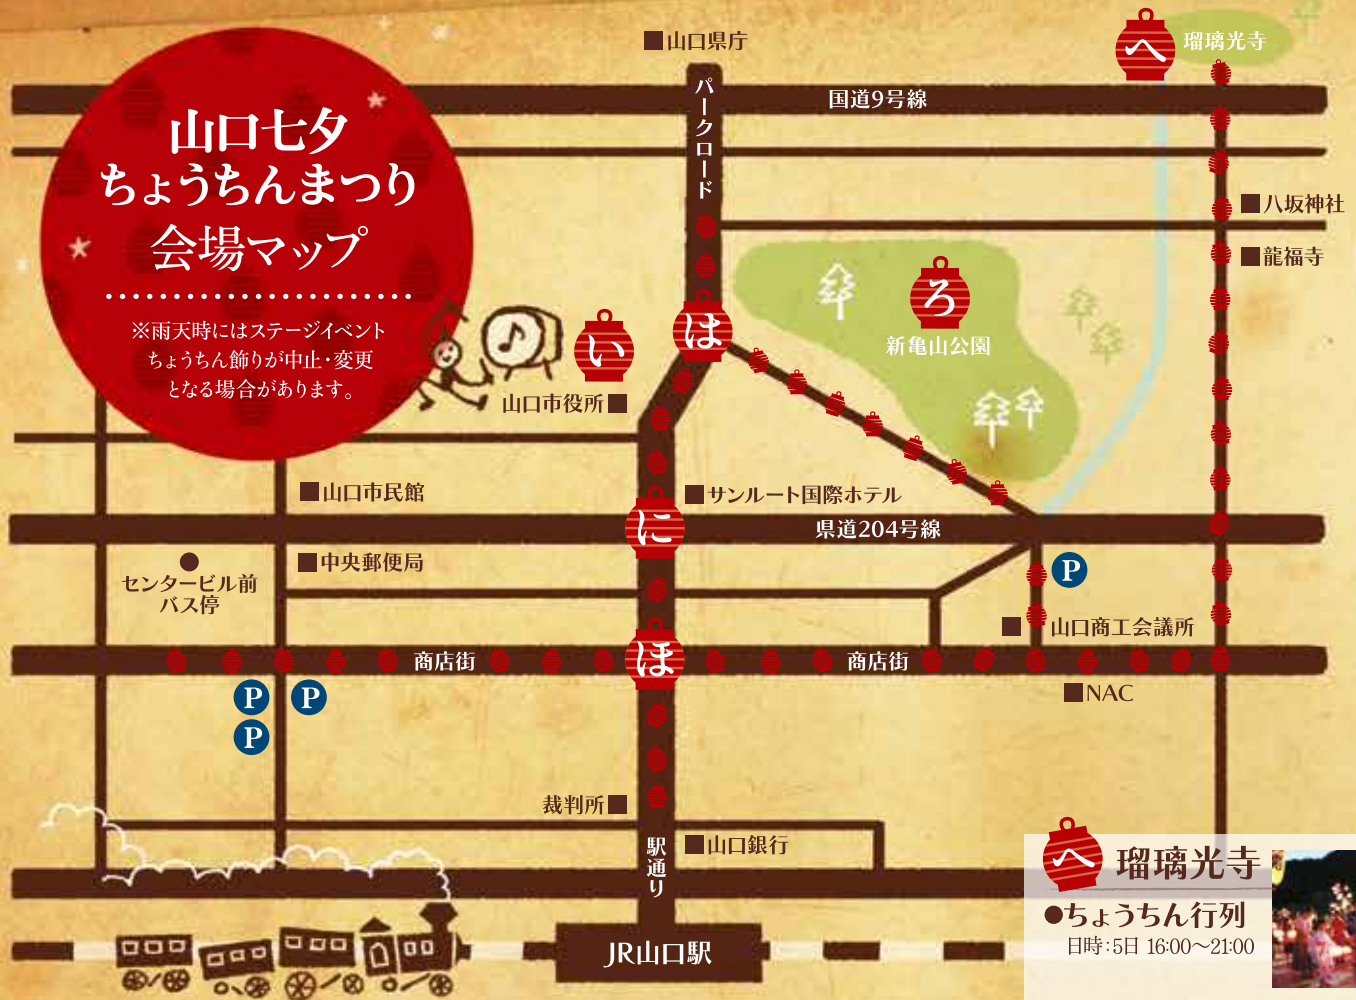 山口七夕
ちょうちんまつり
会場マップ
※雨天時にはステージイベント
ちょうちん飾りが中止・変更
となる場合があります。
■山口県庁
へ
瑠璃光寺
パークロード
国道9号線
■八坂神社
■龍福寺
ろ
新亀山公園
は
い
山口市役所■
■山口市民館
■サンルート国際ホテル
に
県道204号線
●
センタービル前
バス停
■中央郵便局
P
■山口商工会議所
商店街
ほ
商店街
P
P
P
■NAC
裁判所■
■山口銀行
駅通り
JR山口駅
へ
瑠璃光寺
●ちょうちん行列
日時:5日 16:00〜21:00